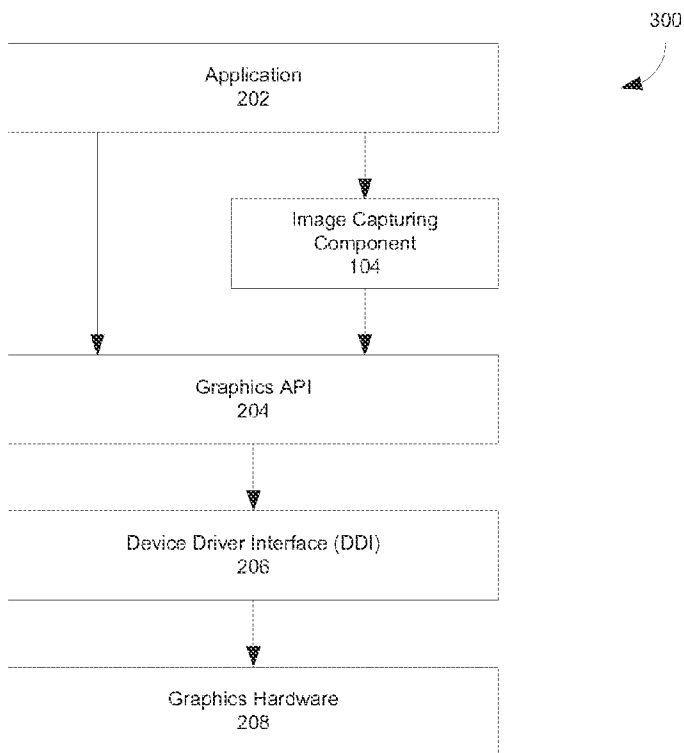 300
Application
202
Image Capturing
Component
104
Graphics API
204
Device Driver Interface (DDI)
206
Graphics Hardware
208